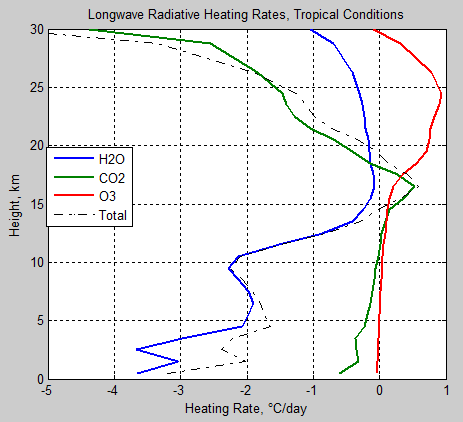 Longwave Radiative Heating Rates, Tropical Conditions
30
25
20
15
10
5
0
Height, km
H2O
CO2
O3
Total
-5 -4 -3 -2 -1 0 1
Heating Rate, °C/day